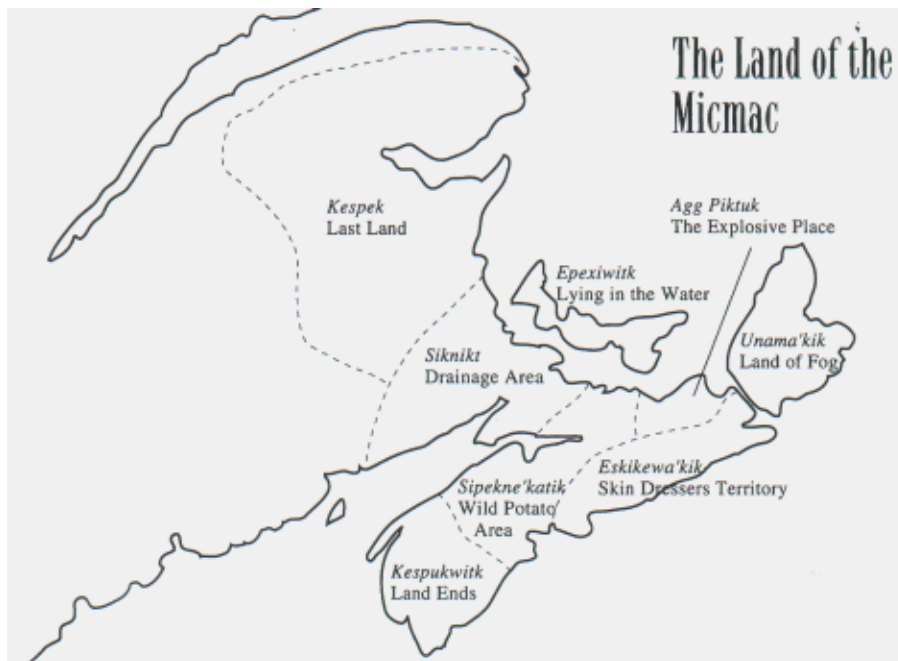 The Land of the
Micmac
Kespek
Last Land
Agg Piktuk
The Explosive Place
Epexiwitk
Lying in the Water
Unama'kik
Land of Fog
Siknikt
Drainage Area
Eskikewa'kik
Skin Dressers Territory
Sipekne'katik
Wild Potato
Area
Kespukwitk
Land Ends